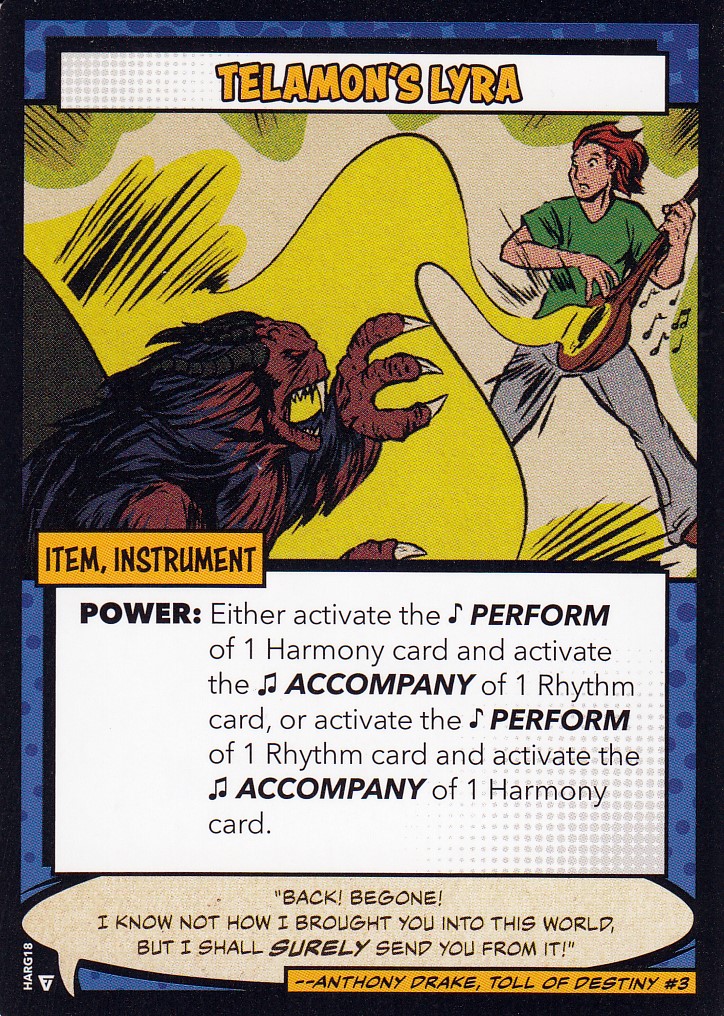 TELAMON'S LYRA
ITEM, INSTRUMENT
POWER: Either activate the ♪ PERFORM
of 1 Harmony card and activate
the ♫ ACCOMPANY of 1 Rhythm
card, or activate the ♪ PERFORM
of 1 Rhythm card and activate the
♫ ACCOMPANY of 1 Harmony
card.
"BACK! BEGONE!
I KNOW NOT HOW I BROUGHT YOU INTO THIS WORLD,
BUT I SHALL SURELY SEND YOU FROM IT!"
--ANTHONY DRAKE, TOLL OF DESTINY #3
HARG18